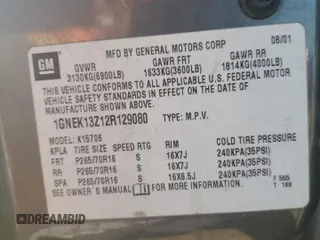 GM
MFD BY GENERAL MOTORS CORP
08/01
GVWR GAWR FRT GAWR RR
3130KG(6900LB) 1633KG(3600LB) 1814KG(4000LB)
THIS VEHICLE CONFORMS TO ALL APPLICABLE U.S. FEDERAL
MOTOR VEHICLE SAFETY
STANDARDS IN EFFECT ON THE DATE OF MANUFACTURE SHOWN ABOVE.
1GNEK13Z12R129080 TYPE: M.P.V.
MODEL: K15706
KPLA TIRE SIZE SPEED RTG RIM COLD TIRE PRESSURE
FRT P265/70R16 S 16X7J 240KPA(35PSI)
RR P265/70R16 S 16X7J 240KPA(35PSI)
SPA P265/70R16 S 16X6.5J 240KPA(35PSI)
SEE OWNER'S MANUAL FOR MORE INFORMATION
F 555
T 168
DREAMBID